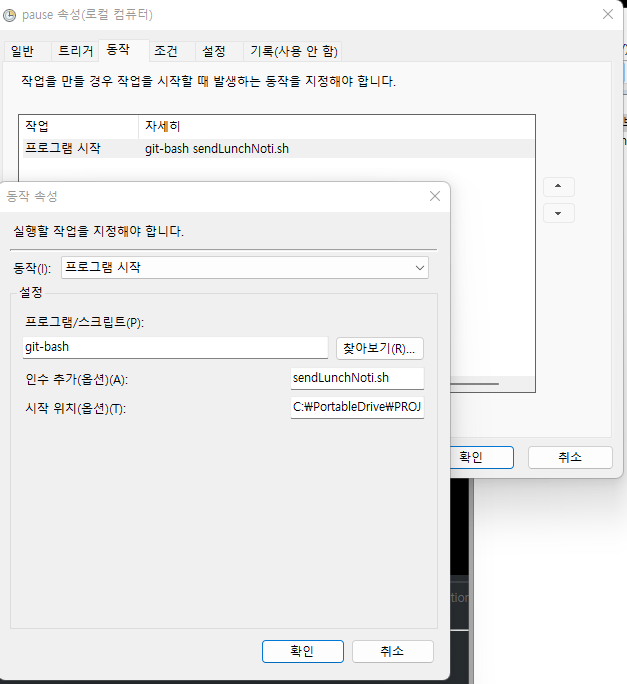 pause 속성(로컬 컴퓨터)
일반 트리거 동작 조건 설정 기록(사용 안 함)
작업을 만들 경우 작업을 시작할 때 발생하는 동작을 지정해야 합니다.
작업 자세히
프로그램 시작 git-bash sendLunchNoti.sh
동작 속성
실행할 작업을 지정해야 합니다.
동작(I): 프로그램 시작
설정
프로그램/스크립트(P):
git-bash 찾아보기(R)...
인수 추가(옵션)(A): sendLunchNoti.sh
시작 위치(옵션)(T): C:₩PortableDrive₩PROJ
확인 취소
확인 취소
tion